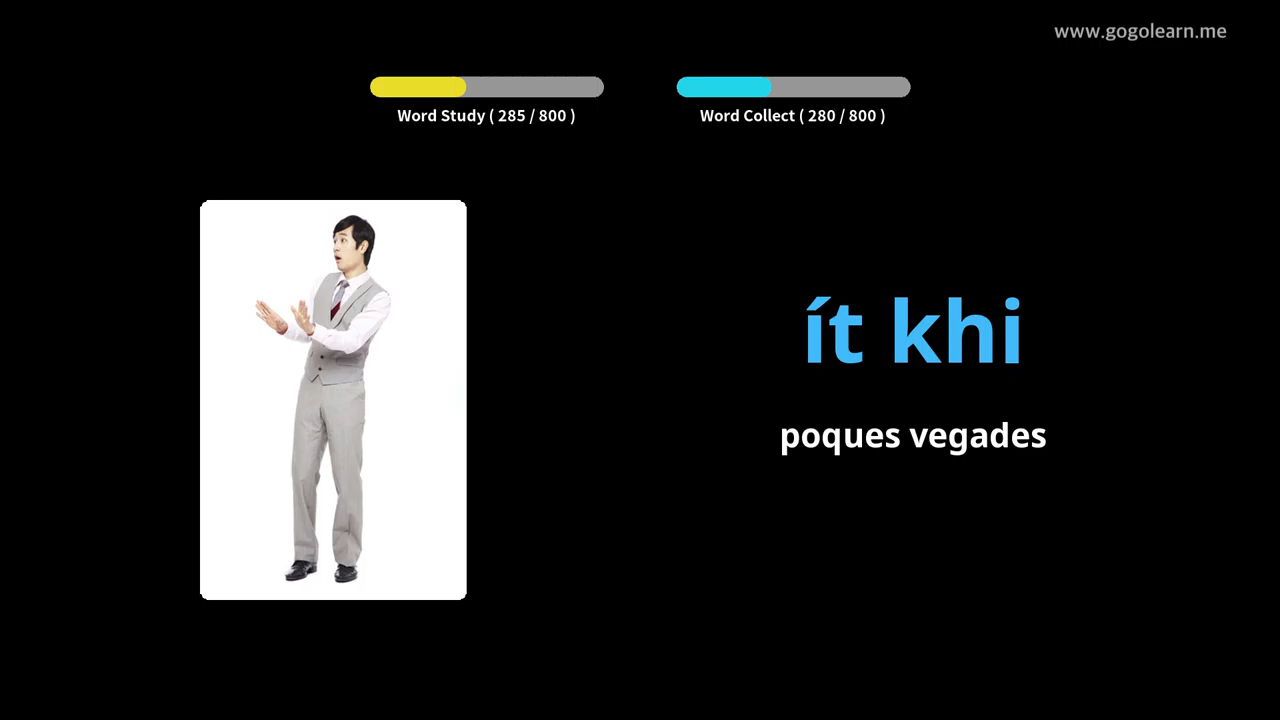 www.gogolearn.me
Word Study ( 285 / 800 )
Word Collect ( 280 / 800 )
ít khi
poques vegades